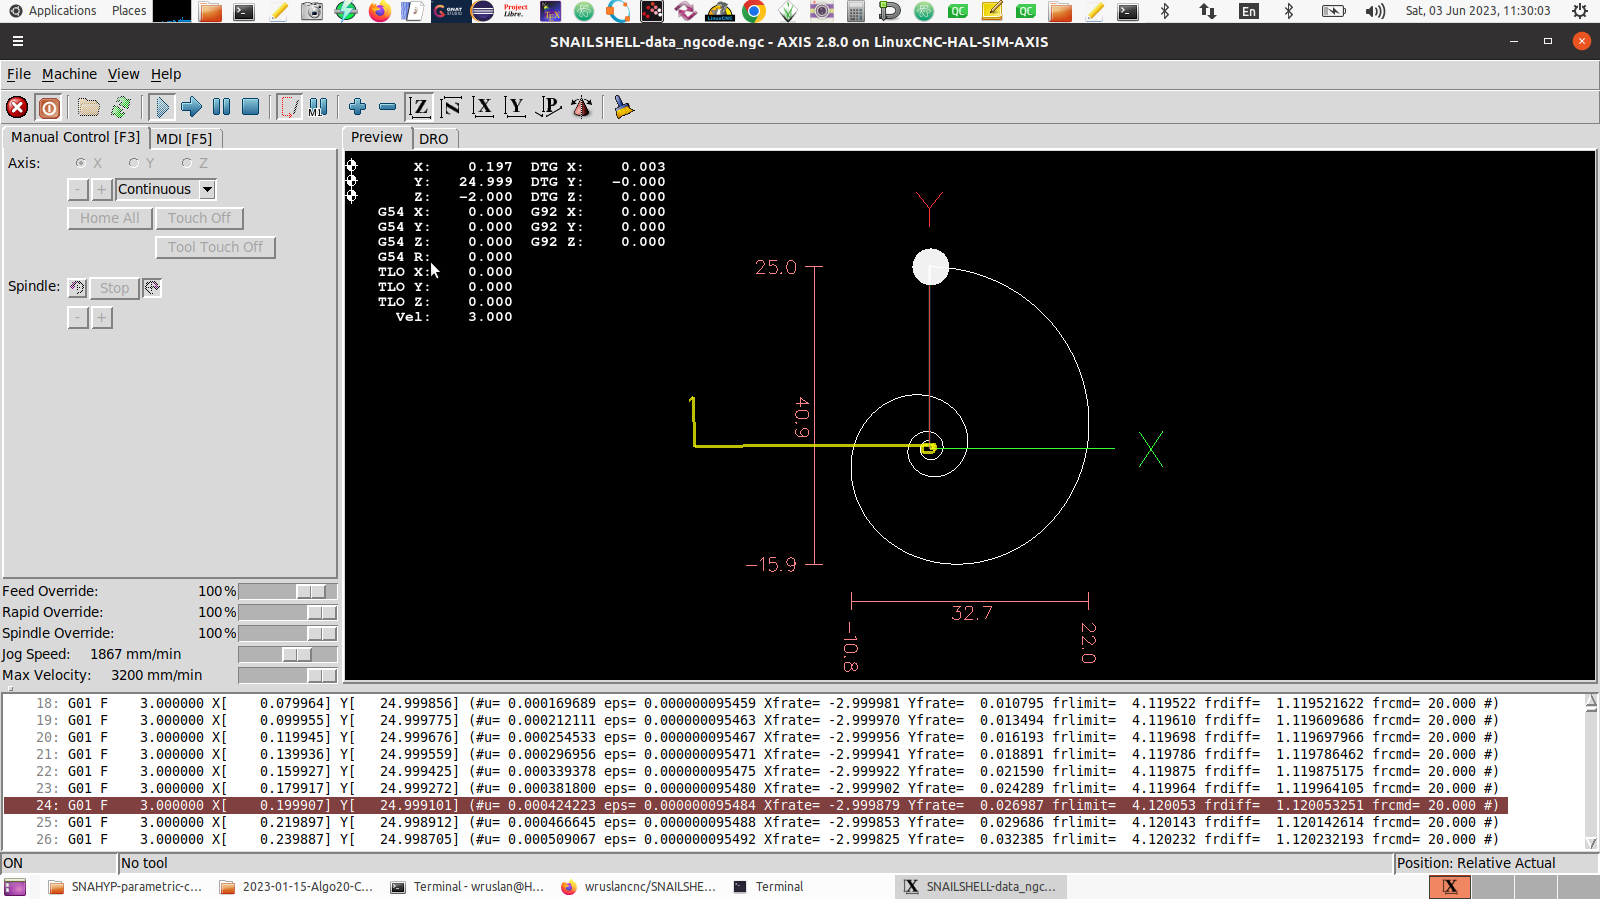 Applications Places GNAT STUDIO Project Libre. TEX LinuxCNC QC QC En Sat, 03 Jun 2023, 11:30:03
SNAILSHELL-data_ngcode.ngc - AXIS 2.8.0 on LinuxCNC-HAL-SIM-AXIS
File Machine View Help
M1 Z N X Y P
Manual Control [F3] MDI [F5] Preview DRO
Axis: X Y Z
- + Continuous
Home All Touch Off
Tool Touch Off
Spindle: Stop
- +
X: 0.197 DTG X: 0.003
Y: 24.999 DTG Y: -0.000
Z: -2.000 DTG Z: 0.000
G54 X: 0.000 G92 X: 0.000
G54 Y: 0.000 G92 Y: 0.000
G54 Z: 0.000 G92 Z: 0.000
G54 R: 0.000
TLO X: 0.000
TLO Y: 0.000
TLO Z: 0.000
Vel: 3.000
Y
25.0
40.9
X
-15.9
32.7
-10.8
22.0
Feed Override: 100%
Rapid Override: 100%
Spindle Override: 100%
Jog Speed: 1867 mm/min
Max Velocity: 3200 mm/min
18: G01 F 3.000000 X[ 0.079964] Y[ 24.999856] (#u= 0.000169689 eps= 0.000000095459 Xfrate= -2.999981 Yfrate= 0.010795 frlimit= 4.119522 frdiff= 1.119521622 frcmd= 20.000 #)
19: G01 F 3.000000 X[ 0.099955] Y[ 24.999775] (#u= 0.000212111 eps= 0.000000095463 Xfrate= -2.999970 Yfrate= 0.013494 frlimit= 4.119610 frdiff= 1.119609686 frcmd= 20.000 #)
20: G01 F 3.000000 X[ 0.119945] Y[ 24.999676] (#u= 0.000254533 eps= 0.000000095467 Xfrate= -2.999956 Yfrate= 0.016193 frlimit= 4.119698 frdiff= 1.119697966 frcmd= 20.000 #)
21: G01 F 3.000000 X[ 0.139936] Y[ 24.999559] (#u= 0.000296956 eps= 0.000000095471 Xfrate= -2.999941 Yfrate= 0.018891 frlimit= 4.119786 frdiff= 1.119786462 frcmd= 20.000 #)
22: G01 F 3.000000 X[ 0.159927] Y[ 24.999425] (#u= 0.000339378 eps= 0.000000095475 Xfrate= -2.999922 Yfrate= 0.021590 frlimit= 4.119875 frdiff= 1.119875175 frcmd= 20.000 #)
23: G01 F 3.000000 X[ 0.179917] Y[ 24.999272] (#u= 0.000381800 eps= 0.000000095480 Xfrate= -2.999902 Yfrate= 0.024289 frlimit= 4.119964 frdiff= 1.119964105 frcmd= 20.000 #)
24: G01 F 3.000000 X[ 0.199907] Y[ 24.999101] (#u= 0.000424223 eps= 0.000000095484 Xfrate= -2.999879 Yfrate= 0.026987 frlimit= 4.120053 frdiff= 1.120053251 frcmd= 20.000 #)
25: G01 F 3.000000 X[ 0.219897] Y[ 24.998912] (#u= 0.000466645 eps= 0.000000095488 Xfrate= -2.999853 Yfrate= 0.029686 frlimit= 4.120143 frdiff= 1.120142614 frcmd= 20.000 #)
26: G01 F 3.000000 X[ 0.239887] Y[ 24.998705] (#u= 0.000509067 eps= 0.000000095492 Xfrate= -2.999825 Yfrate= 0.032385 frlimit= 4.120232 frdiff= 1.120232193 frcmd= 20.000 #)
ON No tool Position: Relative Actual
SNAHYP-parametric-c... 2023-01-15-Algo20-C... Terminal - wruslan@H... wruslancnc/SNAILSHE... Terminal X SNAILSHELL-data_ngc... X